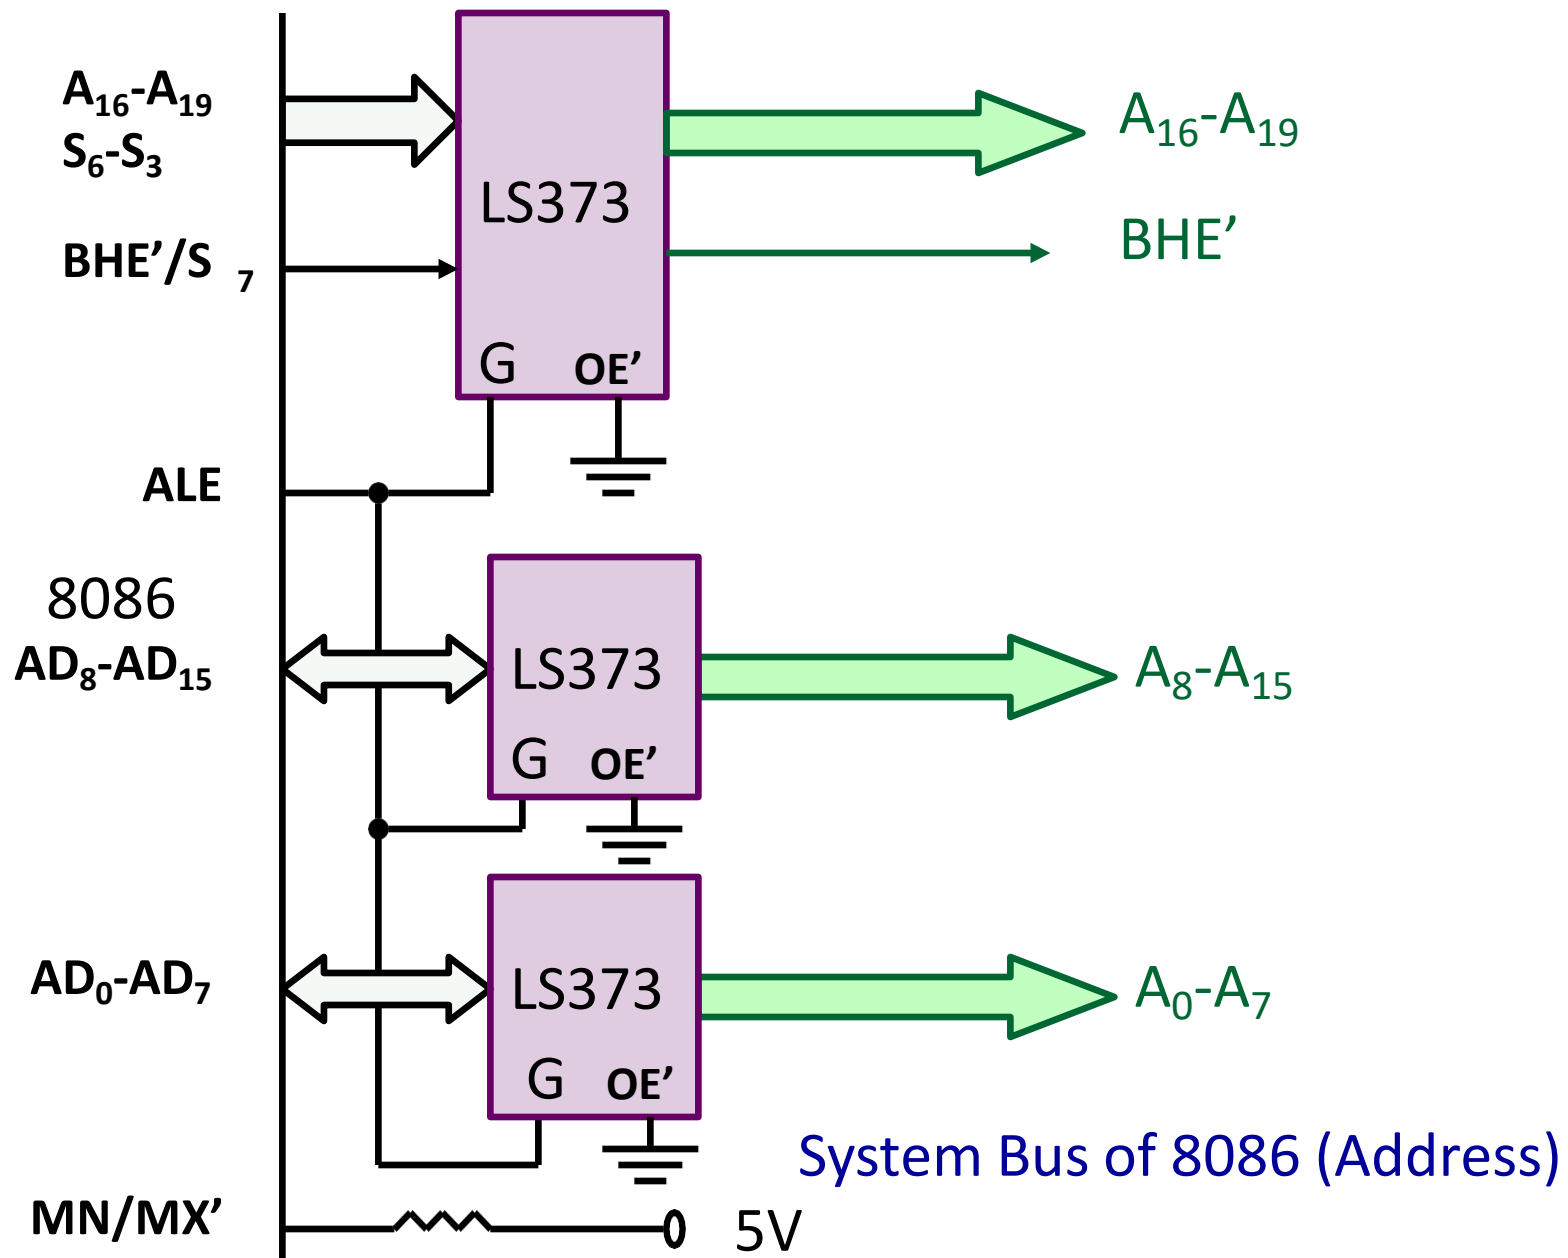 A16-A19
S6-S3
A16-A19
LS373
BHE’/S 7
BHE’
G OE’
ALE
8086
AD8-AD15
LS373
A8-A15
G OE’
AD0-AD7
LS373
A0-A7
G OE’
System Bus of 8086 (Address)
MN/MX’
5V